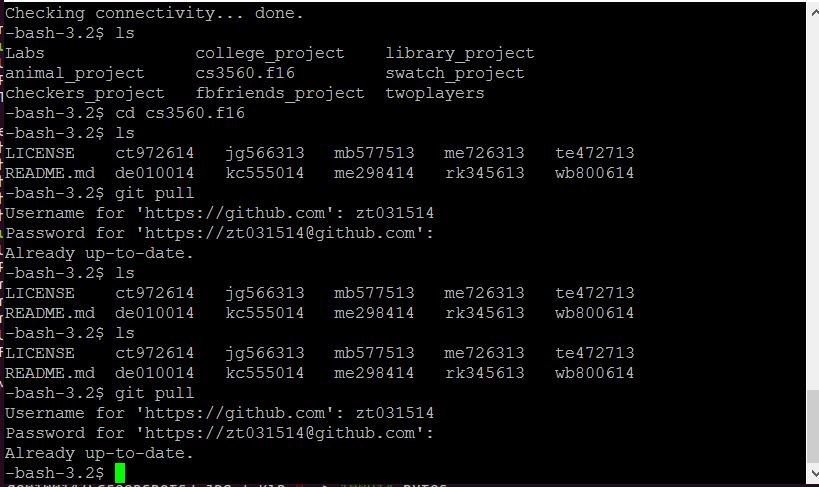 Checking connectivity... done.
-bash-3.2$ ls
Labs college_project library_project
animal_project cs3560.f16 swatch_project
checkers_project fbfriends_project twoplayers
-bash-3.2$ cd cs3560.f16
-bash-3.2$ ls
LICENSE ct972614 jg566313 mb577513 me726313 te472713
README.md de010014 kc555014 me298414 rk345613 wb800614
-bash-3.2$ git pull
Username for 'https://github.com': zt031514
Password for 'https://zt031514@github.com':
Already up-to-date.
-bash-3.2$ ls
LICENSE ct972614 jg566313 mb577513 me726313 te472713
README.md de010014 kc555014 me298414 rk345613 wb800614
-bash-3.2$ ls
LICENSE ct972614 jg566313 mb577513 me726313 te472713
README.md de010014 kc555014 me298414 rk345613 wb800614
-bash-3.2$ git pull
Username for 'https://github.com': zt031514
Password for 'https://zt031514@github.com':
Already up-to-date.
-bash-3.2$